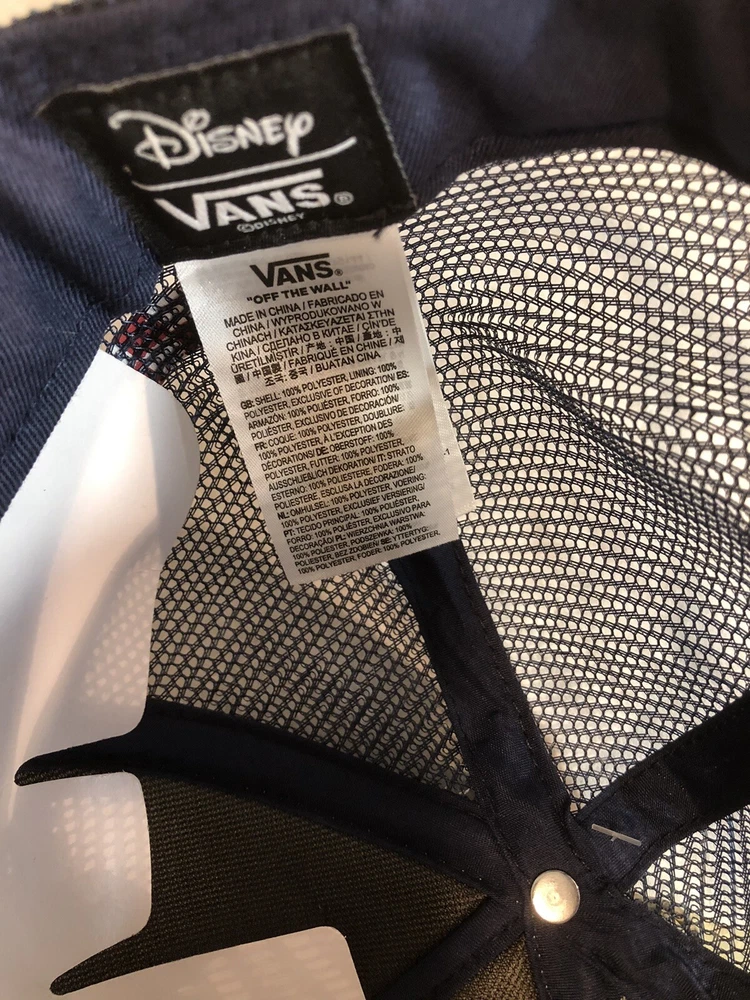 Disney
VANS®
©DISNEY
VANS®
"OFF THE WALL"
MADE IN CHINA / FABRICADO EN
CHINA / WYPRODUKOWANO W
CHINACH / ΚΑΤΑΣΚΕΥΑΖΕΤΑΙ ΣΤΗΝ
ΚΙΝΑ / СДЕЛАНО В КИТАЕ / ÇİN'DE
ÜRETİLMİSTİR / 产地: 中国 / 產地: 中
國 / 中国製 / FABRIQUÉ EN CHINE / 제
조국: 중국 / BUATAN CINA
GB: SHELL: 100% POLYESTER, LINING: 100%
POLYESTER, EXCLUSIVE OF DECORATION/ ES:
ARMAZÓN: 100% POLIÉSTER, FORRO: 100%
POLIÉSTER, EXCLUSIVO DE DECORACIÓN/
FR: COQUE: 100% POLYESTER, DOUBLURE:
100% POLYESTER, À L'EXCEPTION DES
DÉCORATIONS/ DE: OBERSTOFF: 100%
POLYESTER, FUTTER: 100% POLYESTER,
AUSSCHLIEßLICH DEKORATION/ IT: STRATO
ESTERNO: 100% POLIESTERE, FODERA: 100%
POLIESTERE, ESCLUSA LA DECORAZIONE/
NL: OMHULSEL: 100% POLYESTER, VOERING:
100% POLYESTER, EXCLUSIEF VERSIERING/
PT: TECIDO PRINCIPAL: 100% POLIÉSTER,
FORRO: 100% POLIÉSTER, EXCLUSIVO PARA
DECORAÇÃO/ PL: WIERZCHNIA WARSTWA:
100% POLIESTER, PODSZEWKA: 100%
POLIESTER, BEZ ZDOBIEŃ/ SE: YTTERTYG:
100% POLYESTER, FODER: 100% POLYESTER,